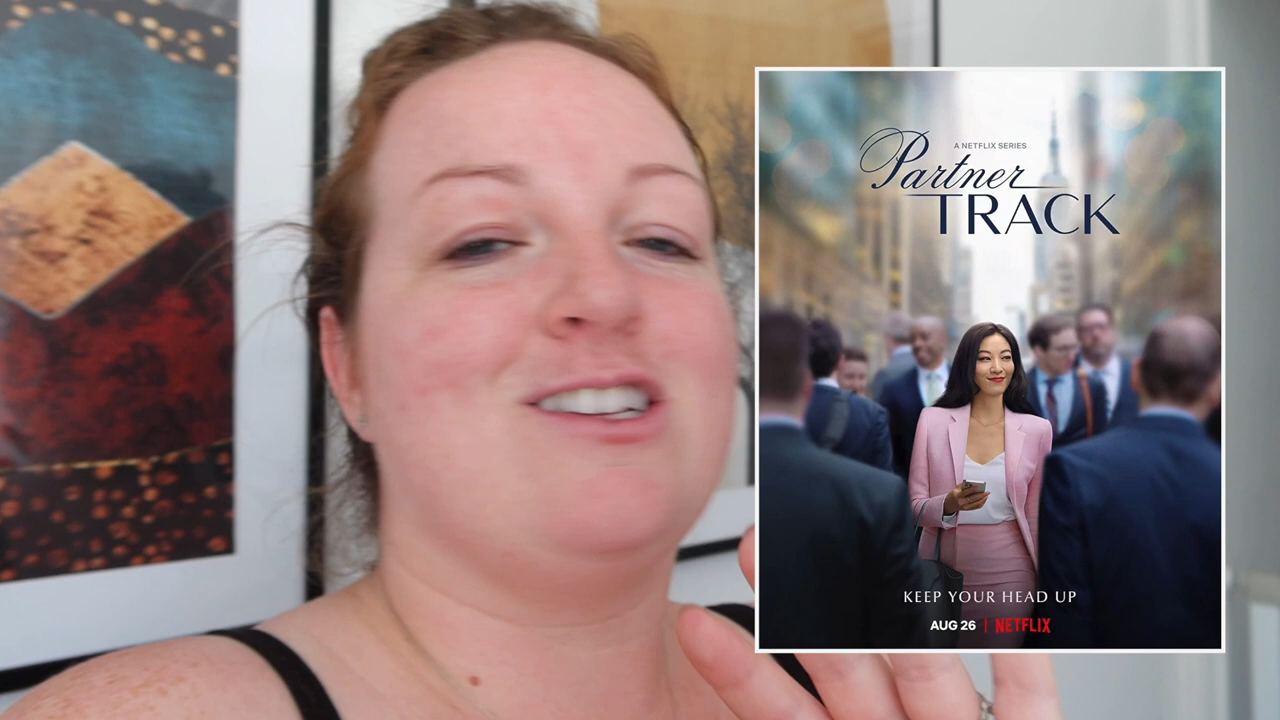 A NETFLIX SERIES
Partner
TRACK
KEEP YOUR HEAD UP
AUG 26 | NETFLIX